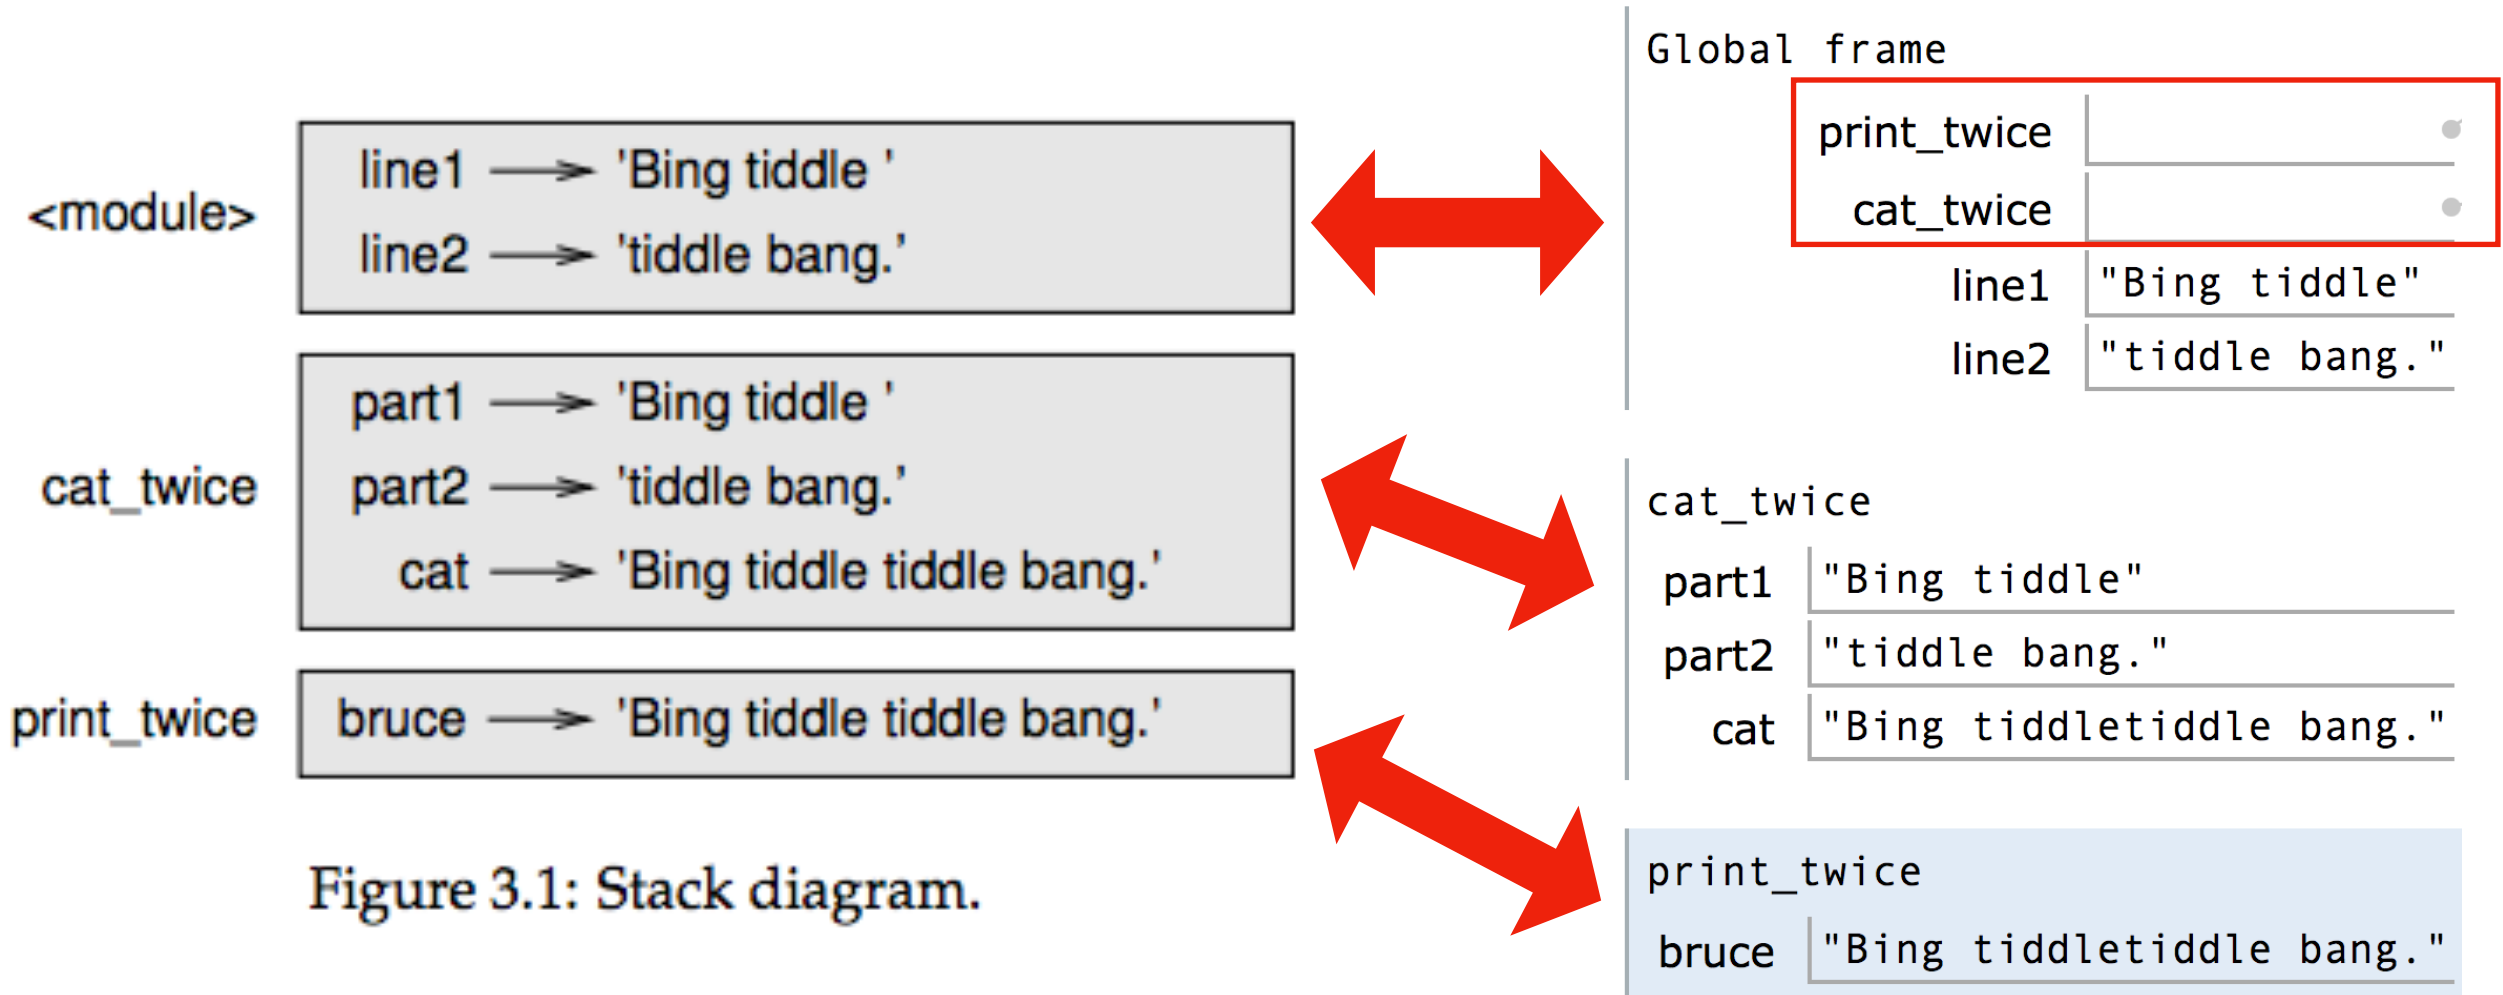 <module>
line1 'Bing tiddle '
line2 'tiddle bang.'
cat_twice
part1 'Bing tiddle '
part2 'tiddle bang.'
cat 'Bing tiddle tiddle bang.'
print_twice
bruce 'Bing tiddle tiddle bang.'
Figure 3.1: Stack diagram.
Global frame
print_twice
cat_twice
line1 "Bing tiddle"
line2 "tiddle bang."
cat_twice
part1 "Bing tiddle"
part2 "tiddle bang."
cat "Bing tiddletiddle bang."
print_twice
bruce "Bing tiddletiddle bang."